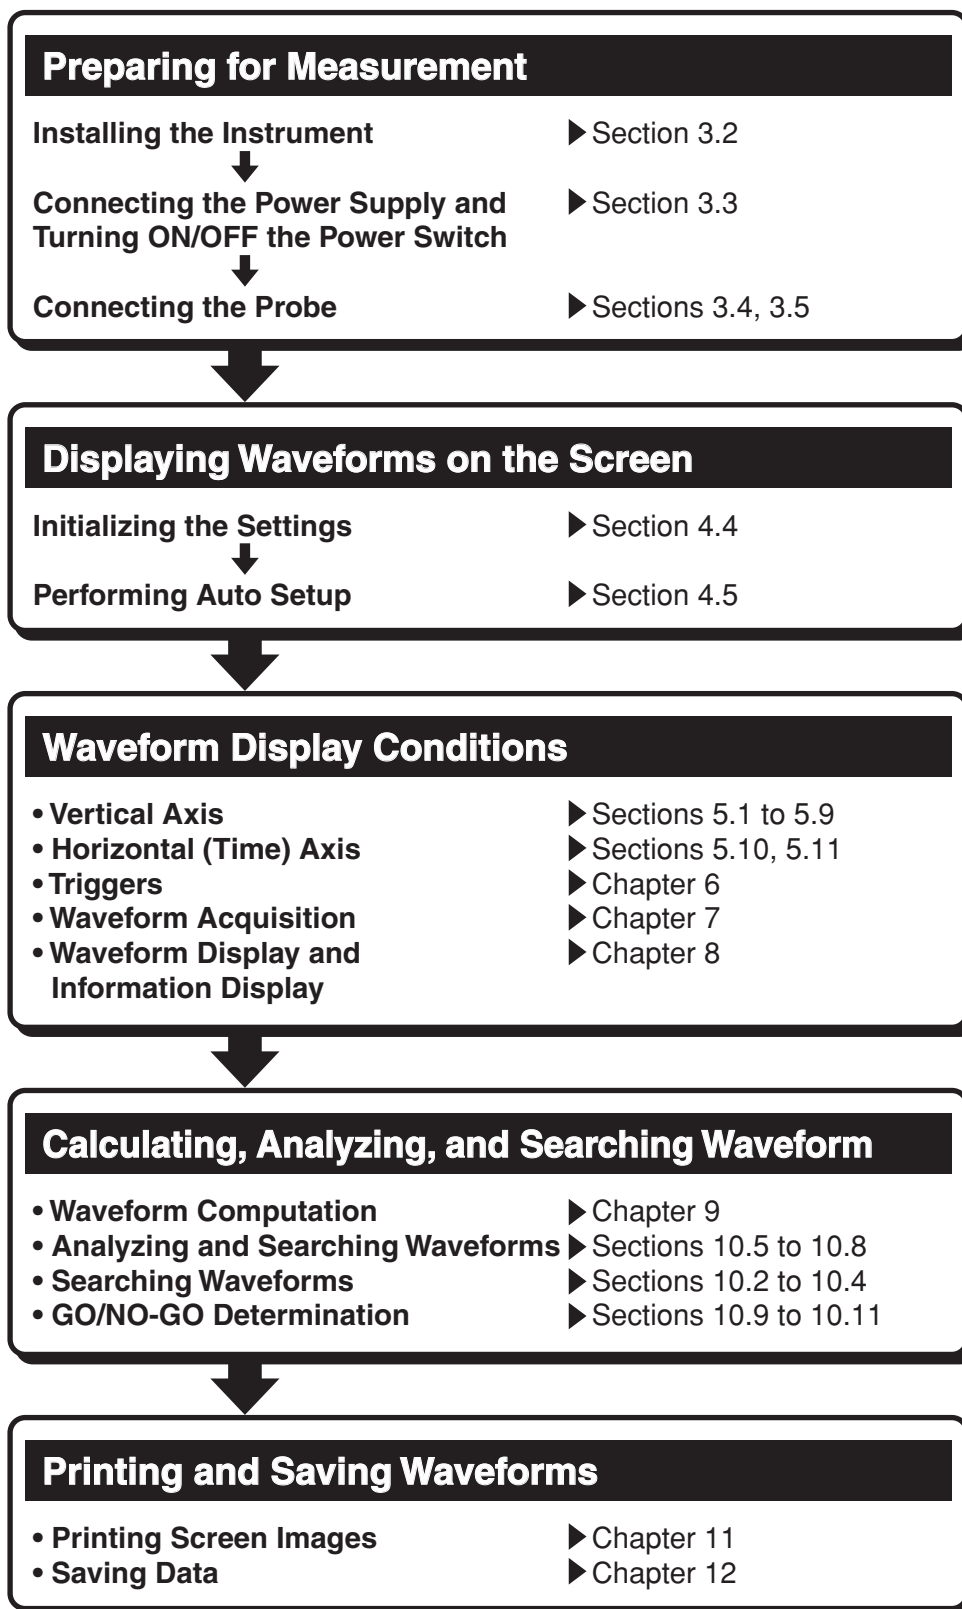 Preparing for Measurement
Installing the Instrument ▶ Section 3.2
Connecting the Power Supply and ▶ Section 3.3
Turning ON/OFF the Power Switch
Connecting the Probe ▶ Sections 3.4, 3.5
Displaying Waveforms on the Screen
Initializing the Settings ▶ Section 4.4
Performing Auto Setup ▶ Section 4.5
Waveform Display Conditions
• Vertical Axis ▶ Sections 5.1 to 5.9
• Horizontal (Time) Axis ▶ Sections 5.10, 5.11
• Triggers ▶ Chapter 6
• Waveform Acquisition ▶ Chapter 7
• Waveform Display and ▶ Chapter 8
Information Display
Calculating, Analyzing, and Searching Waveform
• Waveform Computation ▶ Chapter 9
• Analyzing and Searching Waveforms ▶ Sections 10.5 to 10.8
• Searching Waveforms ▶ Sections 10.2 to 10.4
• GO/NO-GO Determination ▶ Sections 10.9 to 10.11
Printing and Saving Waveforms
• Printing Screen Images ▶ Chapter 11
• Saving Data ▶ Chapter 12